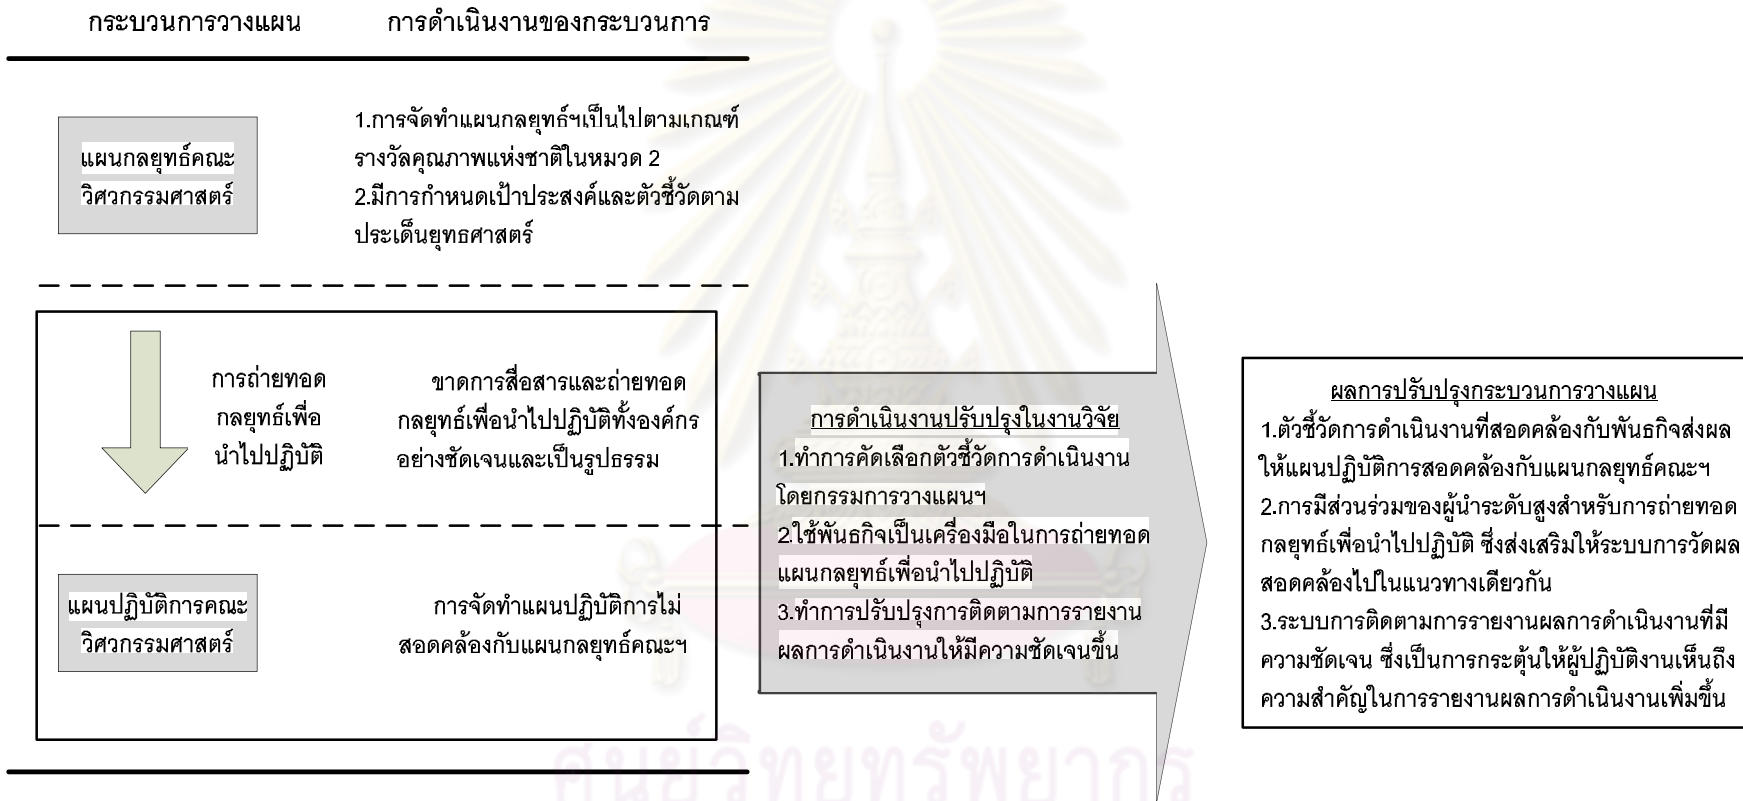 กระบวนการวางแผน
การดำเนินงานของกระบวนการ
แผนกลยุทธ์คณะ
วิศวกรรมศาสตร์
1.การจัดทำแผนกลยุทธ์ฯเป็นไปตามเกณฑ์
รางวัลคุณภาพแห่งชาติในหมวด 2
2.มีการกำหนดเป้าประสงค์และตัวชี้วัดตาม
ประเด็นยุทธศาสตร์
การถ่ายทอด
กลยุทธ์เพื่อ
นำไปปฏิบัติ
ขาดการสื่อสารและถ่ายทอด
กลยุทธ์เพื่อนำไปปฏิบัติทั้งองค์กร
อย่างชัดเจนและเป็นรูปธรรม
แผนปฏิบัติการคณะ
วิศวกรรมศาสตร์
การจัดทำแผนปฏิบัติการไม่
สอดคล้องกับแผนกลยุทธ์คณะฯ
การดำเนินงานปรับปรุงในงานวิจัย
1.ทำการคัดเลือกตัวชี้วัดการดำเนินงาน
โดยกรรมการวางแผนฯ
2.ใช้พันธกิจเป็นเครื่องมือในการถ่ายทอด
แผนกลยุทธ์เพื่อนำไปปฏิบัติ
3.ทำการปรับปรุงการติดตามการรายงาน
ผลการดำเนินงานให้มีความชัดเจนขึ้น
ผลการปรับปรุงกระบวนการวางแผน
1.ตัวชี้วัดการดำเนินงานที่สอดคล้องกับพันธกิจส่งผล
ให้แผนปฏิบัติการสอดคล้องกับแผนกลยุทธ์คณะฯ
2.การมีส่วนร่วมของผู้นำระดับสูงสำหรับการถ่ายทอด
กลยุทธ์เพื่อนำไปปฏิบัติ ซึ่งส่งเสริมให้ระบบการวัดผล
สอดคล้องไปในแนวทางเดียวกัน
3.ระบบการติดตามการรายงานผลการดำเนินงานที่มี
ความชัดเจน ซึ่งเป็นการกระตุ้นให้ผู้ปฏิบัติงานเห็นถึง
ความสำคัญในการรายงานผลการดำเนินงานเพิ่มขึ้น
ศูนย์วิทยทรัพยากร